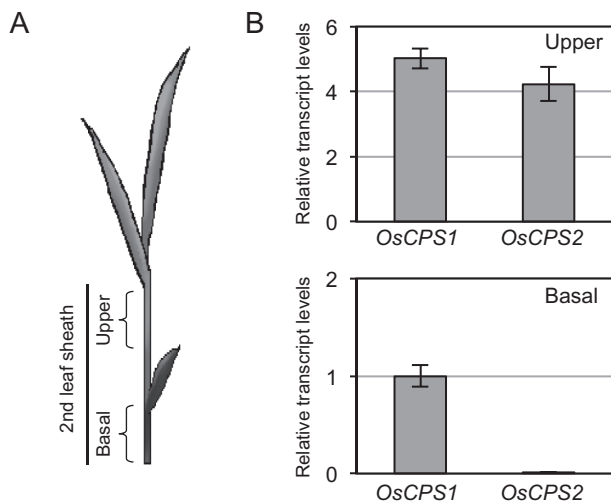 A
2nd leaf sheath
Upper
Basal
B
Relative transcript levels
6
4
2
0
Upper
OsCPS1 OsCPS2
Relative transcript levels
2
1
0
Basal
OsCPS1 OsCPS2